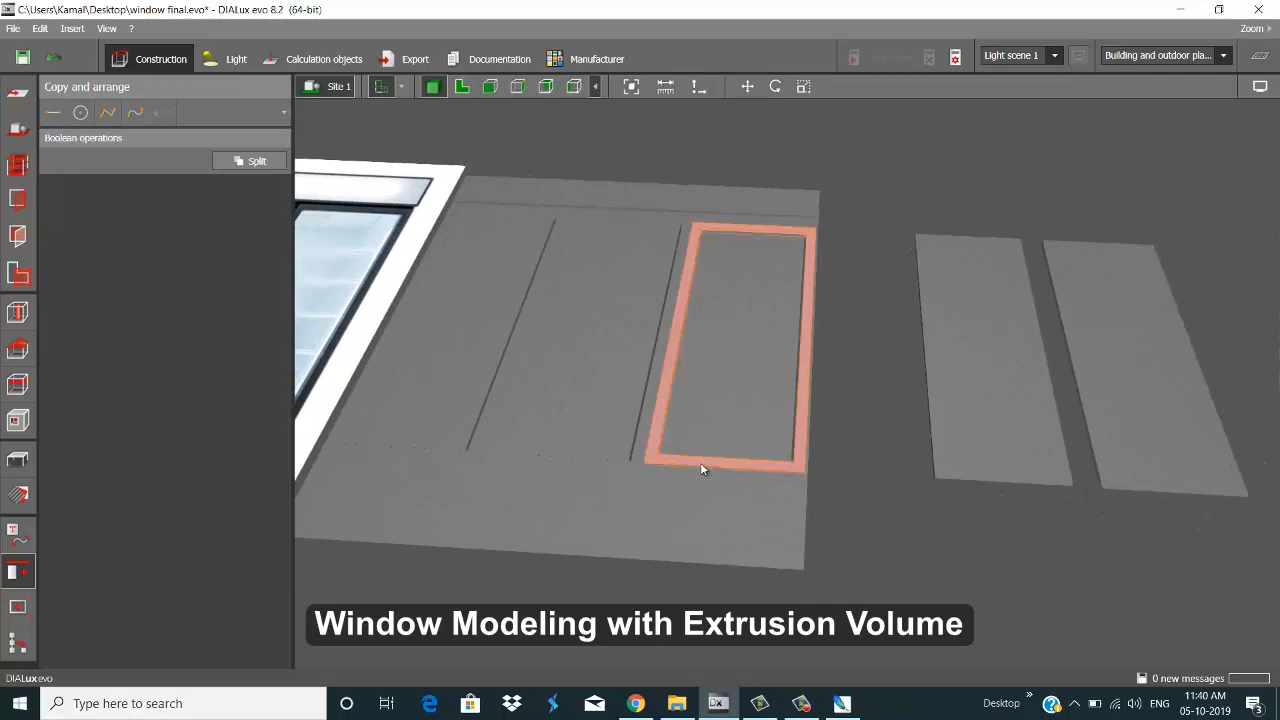 C:\Users\Kamal\Desktop\window final.evo* - DIALux evo 8.2 (64-bit)
File Edit Insert View ? Zoom
Construction Light Calculation objects Export Documentation Manufacturer Light scene 1 Building and outdoor pla...
Copy and arrange Site 1
Boolean operations
Split
Window Modeling with Extrusion Volume
DIALux evo 0 new messages
Type here to search Desktop ENG 11:40 AM
05-10-2019